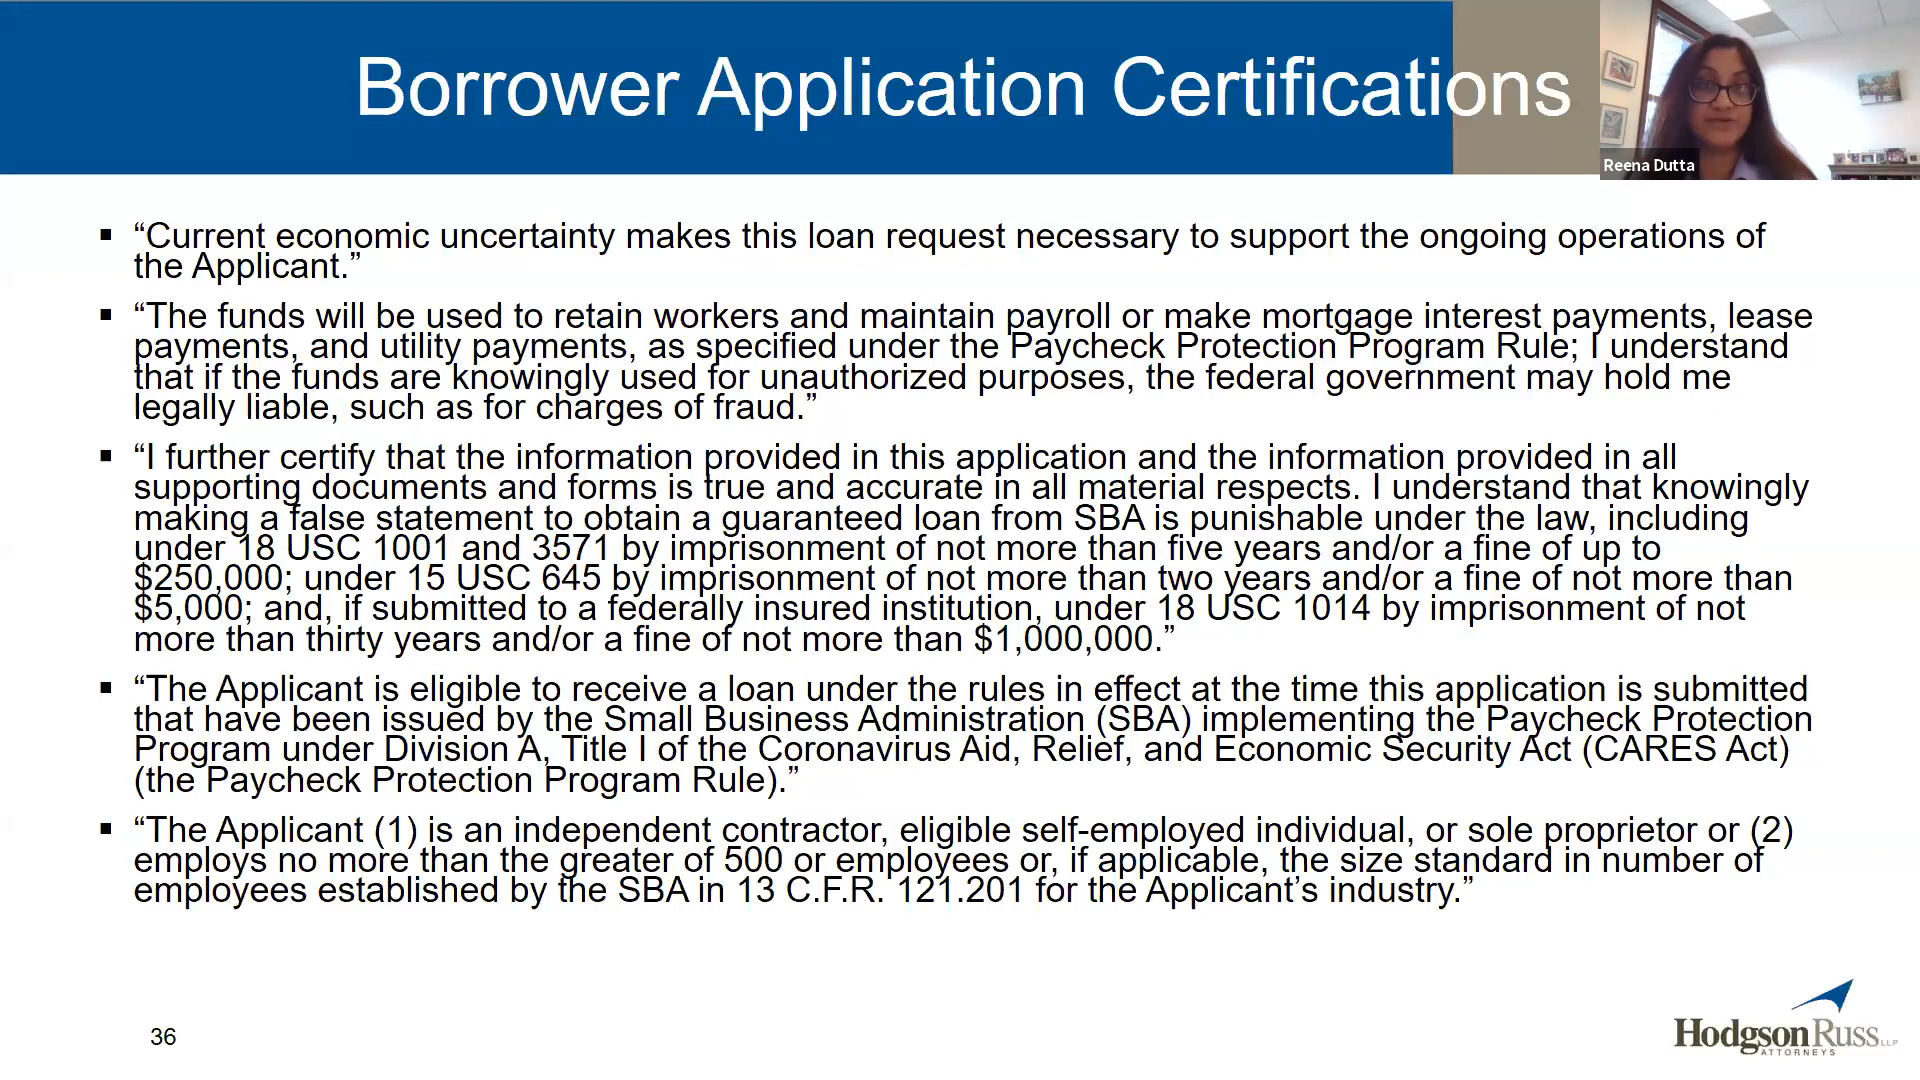 Borrower Application Certifications
Reena Dutta
▪ “Current economic uncertainty makes this loan request necessary to support the ongoing operations of
the Applicant.”
▪ “The funds will be used to retain workers and maintain payroll or make mortgage interest payments, lease
payments, and utility payments, as specified under the Paycheck Protection Program Rule; I understand
that if the funds are knowingly used for unauthorized purposes, the federal government may hold me
legally liable, such as for charges of fraud.”
▪ “I further certify that the information provided in this application and the information provided in all
supporting documents and forms is true and accurate in all material respects. I understand that knowingly
making a false statement to obtain a guaranteed loan from SBA is punishable under the law, including
under 18 USC 1001 and 3571 by imprisonment of not more than five years and/or a fine of up to
$250,000; under 15 USC 645 by imprisonment of not more than two years and/or a fine of not more than
$5,000; and, if submitted to a federally insured institution, under 18 USC 1014 by imprisonment of not
more than thirty years and/or a fine of not more than $1,000,000.”
▪ “The Applicant is eligible to receive a loan under the rules in effect at the time this application is submitted
that have been issued by the Small Business Administration (SBA) implementing the Paycheck Protection
Program under Division A, Title I of the Coronavirus Aid, Relief, and Economic Security Act (CARES Act)
(the Paycheck Protection Program Rule).”
▪ “The Applicant (1) is an independent contractor, eligible self-employed individual, or sole proprietor or (2)
employs no more than the greater of 500 or employees or, if applicable, the size standard in number of
employees established by the SBA in 13 C.F.R. 121.201 for the Applicant’s industry.”
36
HodgsonRuss LLP
ATTORNEYS